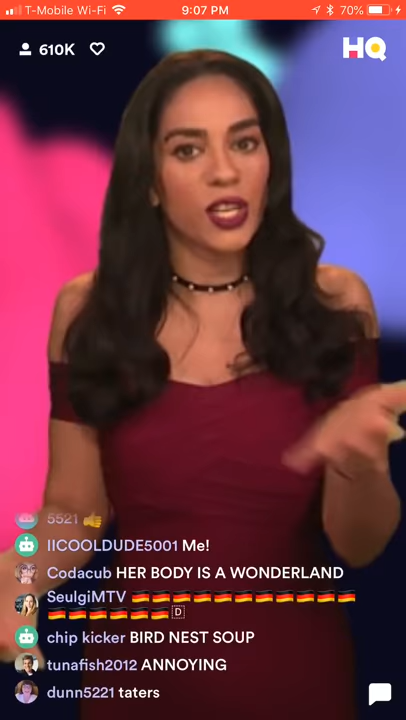 T-Mobile Wi-Fi 9:07 PM 70%
610K HQ
5521 👍
IICOOLDUDE5001 Me!
Codacub HER BODY IS A WONDERLAND
SeulgiMTV 🇩🇪🇩🇪🇩🇪🇩🇪🇩🇪🇩🇪🇩🇪🇩🇪🇩🇪🇩🇪🇩🇪
🇩🇪🇩🇪🇩🇪🇩🇪🇩🇪🇩🇪🇩
chip kicker BIRD NEST SOUP
tunafish2012 ANNOYING
dunn5221 taters